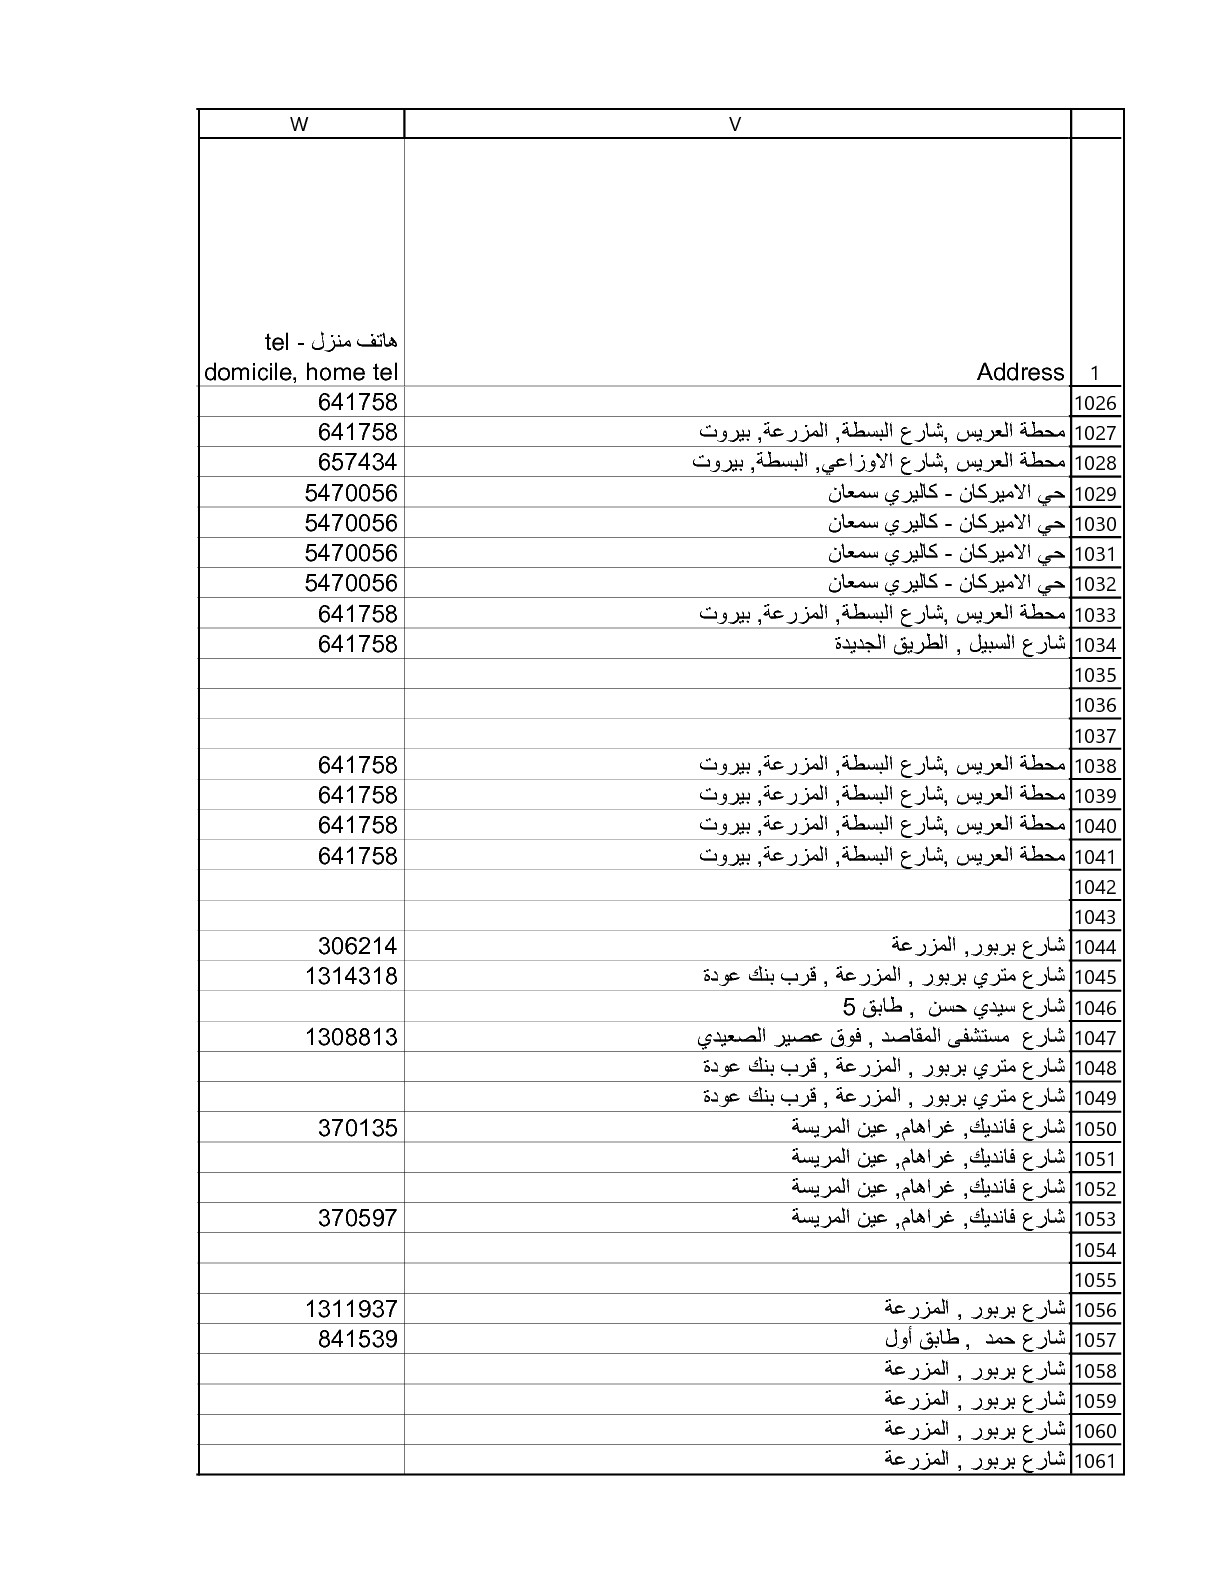 V W
1 Address هاتف منزل - tel
domicile, home tel
1026 641758
1027 محطة العريس ,شارع البسطة, المزرعة, بيروت 641758
1028 محطة العريس ,شارع الاوزاعي, البسطة, بيروت 657434
1029 حي الاميركان - كاليري سمعان 5470056
1030 حي الاميركان - كاليري سمعان 5470056
1031 حي الاميركان - كاليري سمعان 5470056
1032 حي الاميركان - كاليري سمعان 5470056
1033 محطة العريس ,شارع البسطة, المزرعة, بيروت 641758
1034 شارع السبيل , الطريق الجديدة 641758
1035
1036
1037
1038 محطة العريس ,شارع البسطة, المزرعة, بيروت 641758
1039 محطة العريس ,شارع البسطة, المزرعة, بيروت 641758
1040 محطة العريس ,شارع البسطة, المزرعة, بيروت 641758
1041 محطة العريس ,شارع البسطة, المزرعة, بيروت 641758
1042
1043
1044 شارع بربور, المزرعة 306214
1045 شارع متري بربور , المزرعة , قرب بنك عودة 1314318
1046 شارع سيدي حسن , طابق 5
1047 شارع مستشفى المقاصد , فوق عصير الصعيدي 1308813
1048 شارع متري بربور , المزرعة , قرب بنك عودة
1049 شارع متري بربور , المزرعة , قرب بنك عودة
1050 شارع فانديك, غراهام, عين المريسة 370135
1051 شارع فانديك, غراهام, عين المريسة
1052 شارع فانديك, غراهام, عين المريسة
1053 شارع فانديك, غراهام, عين المريسة 370597
1054
1055
1056 شارع بربور , المزرعة 1311937
1057 شارع حمد , طابق أول 841539
1058 شارع بربور , المزرعة
1059 شارع بربور , المزرعة
1060 شارع بربور , المزرعة
1061 شارع بربور , المزرعة